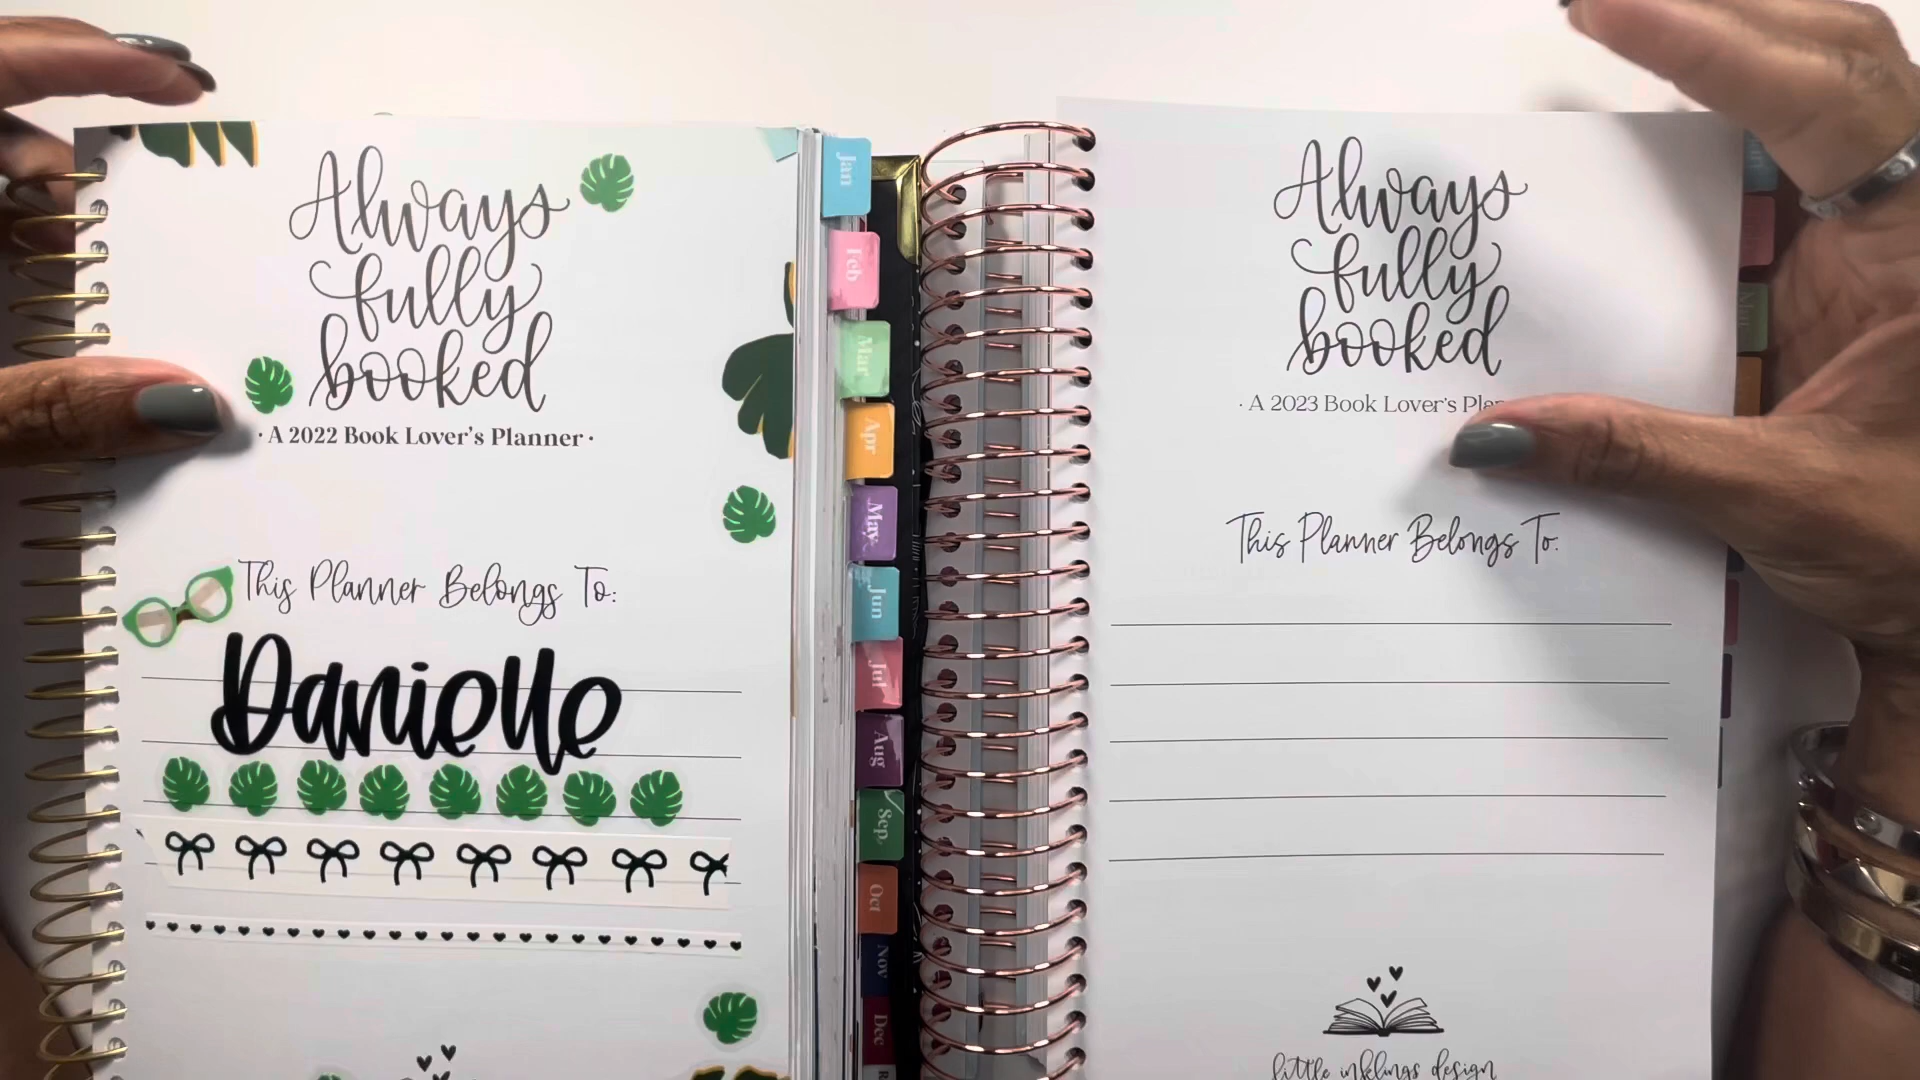 Always
fully
booked
· A 2022 Book Lover's Planner ·
This Planner Belongs To:
Danielle
Jan
Feb
Mar
Apr
May
Jun
Jul
Aug
Sep
Oct
Nov
Dec
R
Always
fully
booked
· A 2023 Book Lover's
This Planner Belongs To:
little inklings design